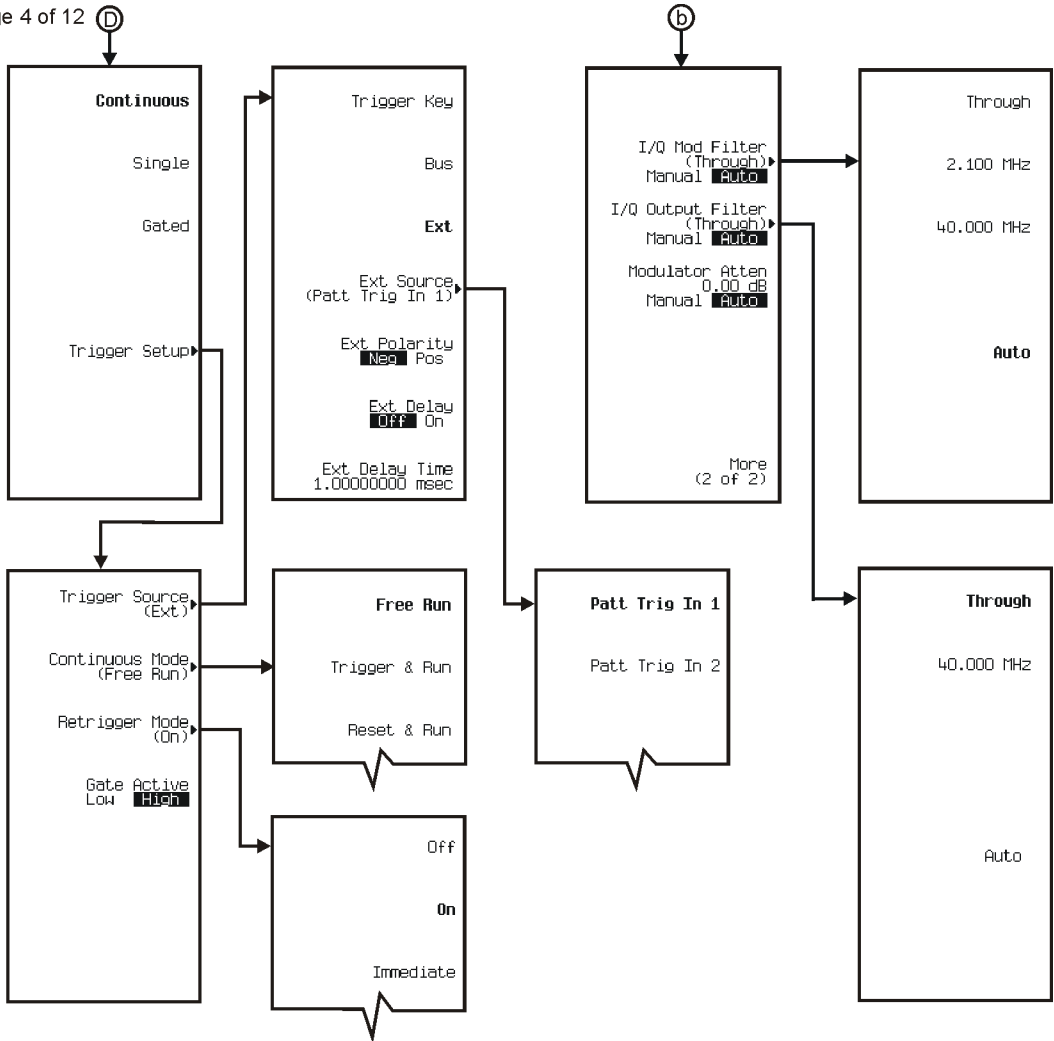 ge 4 of 12
D
Continuous
Single
Gated
Trigger Setup
Trigger Key
Bus
Ext
Ext Source
(Patt Trig In 1)
Ext Polarity
Neg Pos
Ext Delay
Off On
Ext Delay Time
1.00000000 msec
b
I/Q Mod Filter
(Through)
Manual Auto
I/Q Output Filter
(Through)
Manual Auto
Modulator Atten
0.00 dB
Manual Auto
More
(2 of 2)
Through
2.100 MHz
40.000 MHz
Auto
Trigger Source
(Ext)
Continuous Mode
(Free Run)
Retrigger Mode
(On)
Gate Active
Low High
Free Run
Trigger & Run
Reset & Run
Off
On
Immediate
Patt Trig In 1
Patt Trig In 2
Through
40.000 MHz
Auto